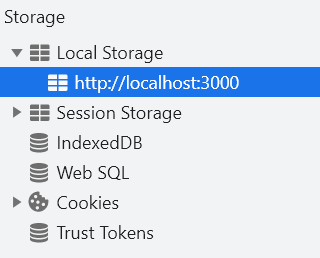 Storage
Local Storage
http://localhost:3000
Session Storage
IndexedDB
Web SQL
Cookies
Trust Tokens